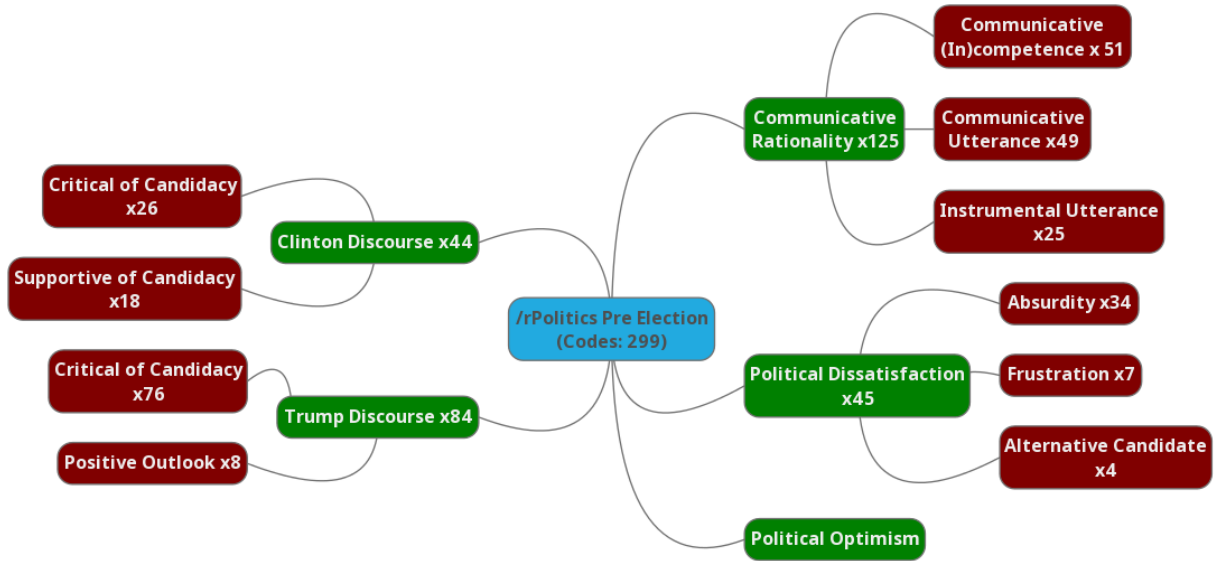 Communicative
(In)competence x 51
Communicative
Rationality x125
Communicative
Utterance x49
Instrumental Utterance
x25
Critical of Candidacy
x26
Clinton Discourse x44
Supportive of Candidacy
x18
/rPolitics Pre Election
(Codes: 299)
Absurdity x34
Critical of Candidacy
x76
Trump Discourse x84
Positive Outlook x8
Political Dissatisfaction
x45
Frustration x7
Alternative Candidate
x4
Political Optimism